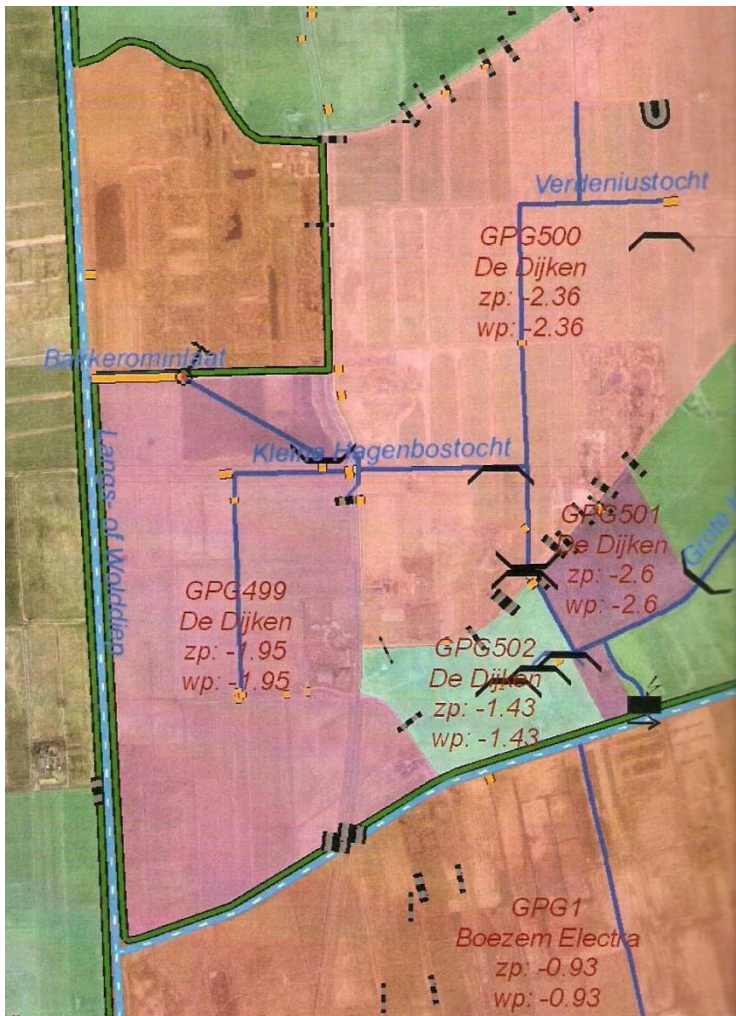 Verdeniustocht
GPG500
De Dijken
zp: -2.36
wp: -2.36
Bakkerominlaat
Kleine Hagenbostocht
Langs- of Wolddiep
GPG501
De Dijken
zp: -2.6
wp: -2.6
Grote
GPG499
De Dijken
zp: -1.95
wp: -1.95
GPG502
De Dijken
zp: -1.43
wp: -1.43
GPG1
Boezem Electra
zp: -0.93
wp: -0.93